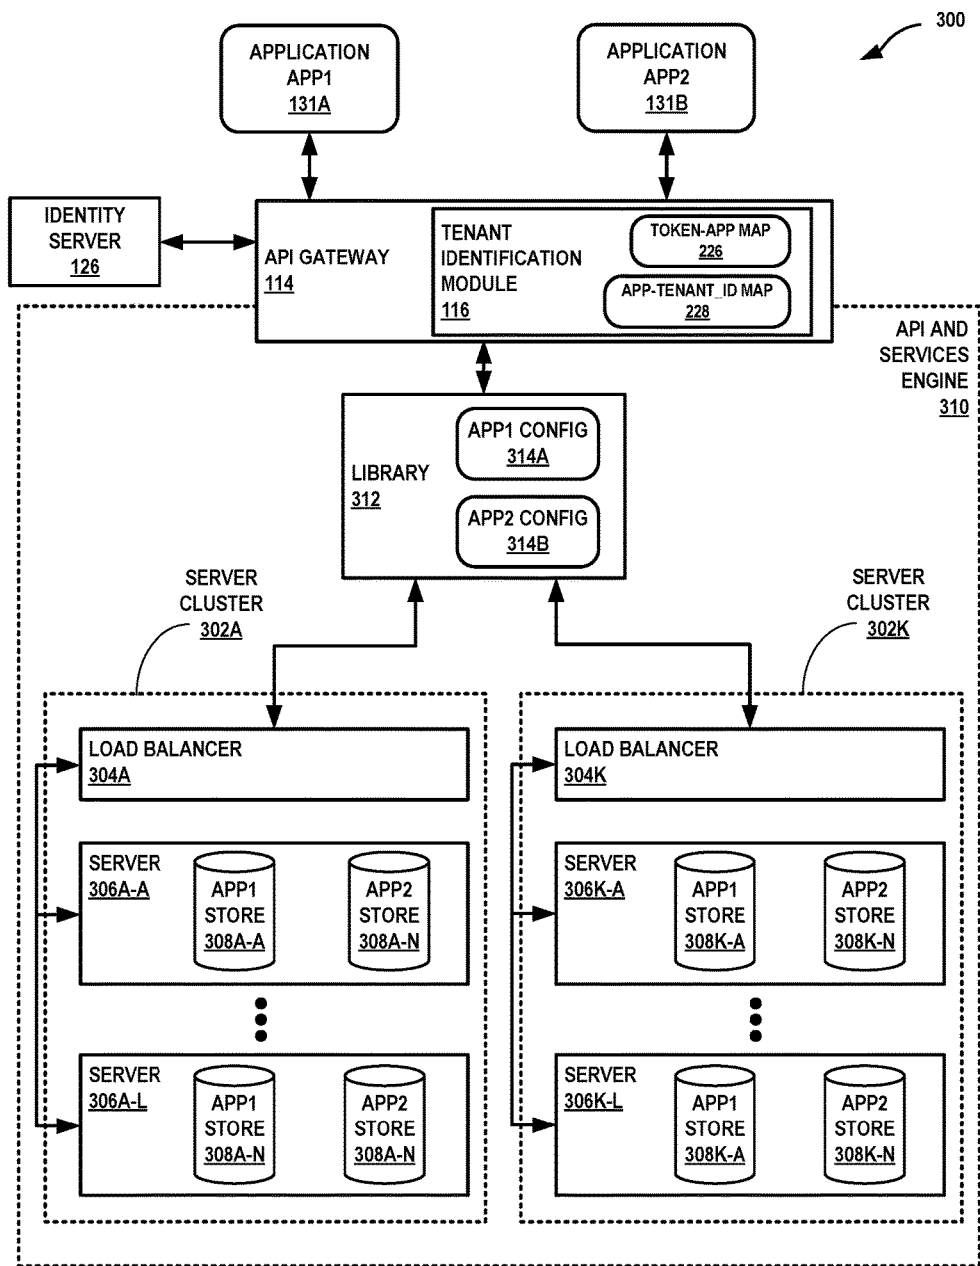 300
APPLICATION
APP1
131A
APPLICATION
APP2
131B
IDENTITY
SERVER
126
API GATEWAY
114
TENANT
IDENTIFICATION
MODULE
116
TOKEN-APP MAP
226
APP-TENANT_ID MAP
228
API AND
SERVICES
ENGINE
310
LIBRARY
312
APP1 CONFIG
314A
APP2 CONFIG
314B
SERVER
CLUSTER
302A
SERVER
CLUSTER
302K
LOAD BALANCER
304A
SERVER
306A-A
APP1
STORE
308A-A
APP2
STORE
308A-N
SERVER
306A-L
APP1
STORE
308A-N
APP2
STORE
308A-N
LOAD BALANCER
304K
SERVER
306K-A
APP1
STORE
308K-A
APP2
STORE
308K-N
SERVER
306K-L
APP1
STORE
308K-A
APP2
STORE
308K-N